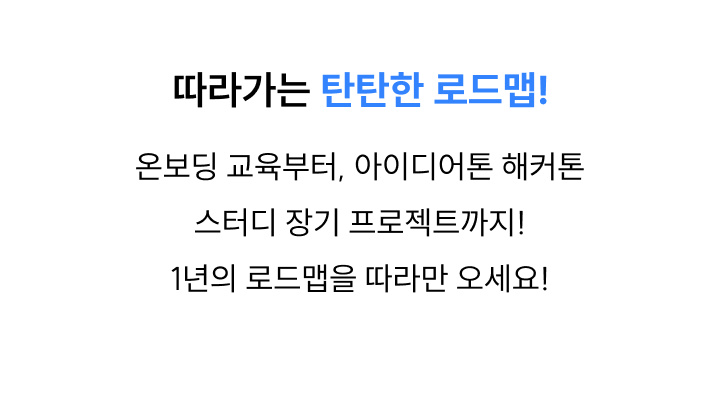 따라가는 탄탄한 로드맵!
온보딩 교육부터, 아이디어톤 해커톤
스터디 장기 프로젝트까지!
1년의 로드맵을 따라만 오세요!